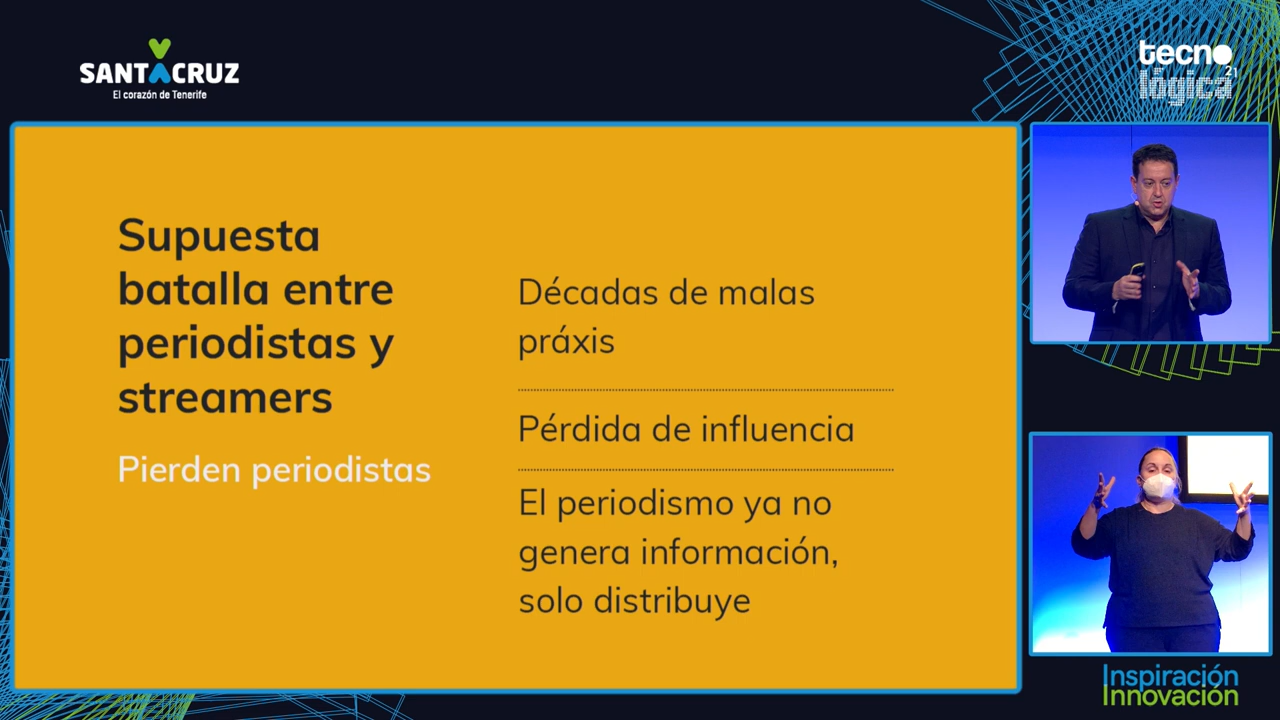 SANTACRUZ
El corazón de Tenerife
tecno
lógica
21
Supuesta
batalla entre
periodistas y
streamers
Pierden periodistas
Décadas de malas
práxis
Pérdida de influencia
El periodismo ya no
genera información,
solo distribuye
Inspiración
Innovación